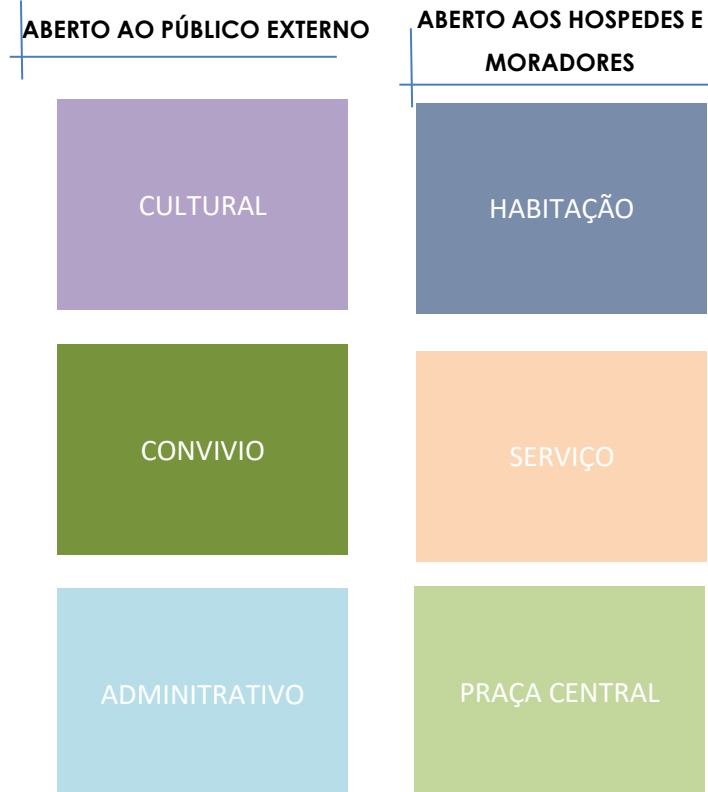 ABERTO AO PÚBLICO EXTERNO
CULTURAL
CONVIVIO
ADMINITRATIVO
ABERTO AOS HOSPEDES E
MORADORES
HABITAÇÃO
SERVIÇO
PRAÇA CENTRAL